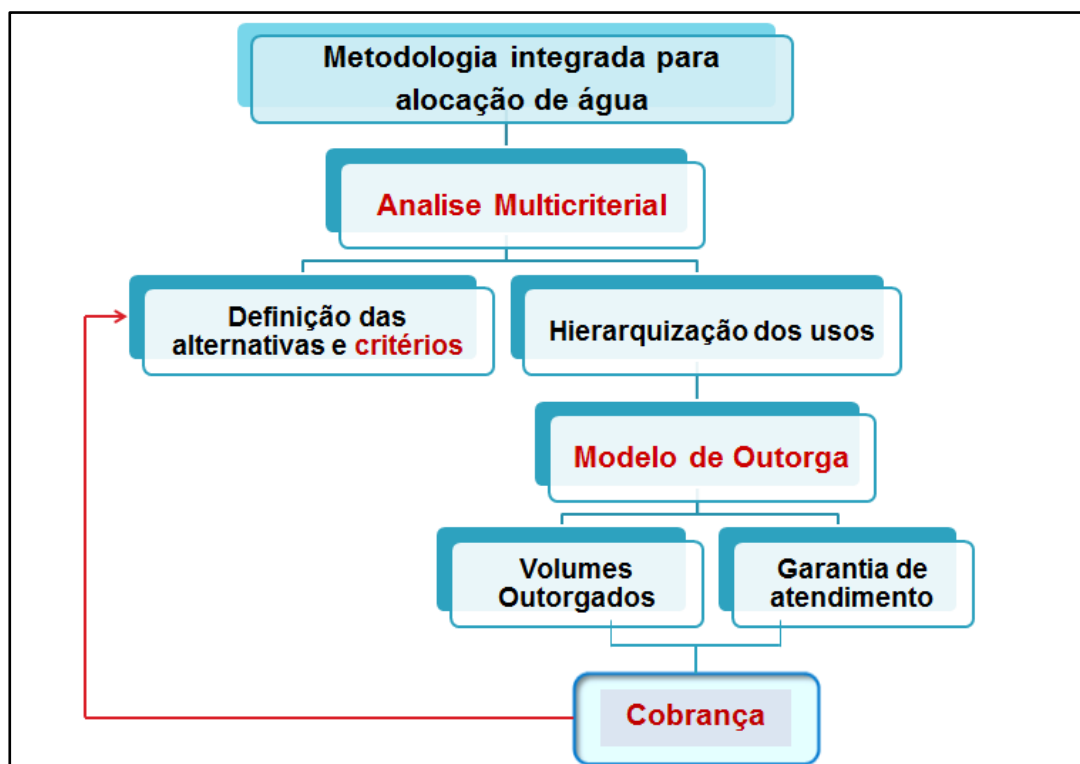 Metodologia integrada para
alocação de água
Analise Multicriterial
Definição das
alternativas e critérios
Hierarquização dos usos
Modelo de Outorga
Volumes
Outorgados
Garantia de
atendimento
Cobrança